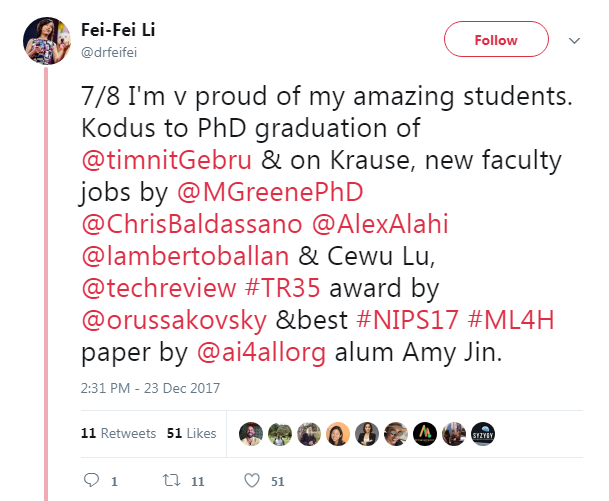 Fei-Fei Li
@drfeifei
Follow
7/8 I'm v proud of my amazing students.
Kodus to PhD graduation of
@timnitGebru & on Krause, new faculty
jobs by @MGreenePhD
@ChrisBaldassano @AlexAlahi
@lambertoballan & Cewu Lu,
@techreview #TR35 award by
@orussakovsky &best #NIPS17 #ML4H
paper by @ai4allorg alum Amy Jin.
2:31 PM - 23 Dec 2017
11 Retweets 51 Likes
SYZYGY
1 11 51